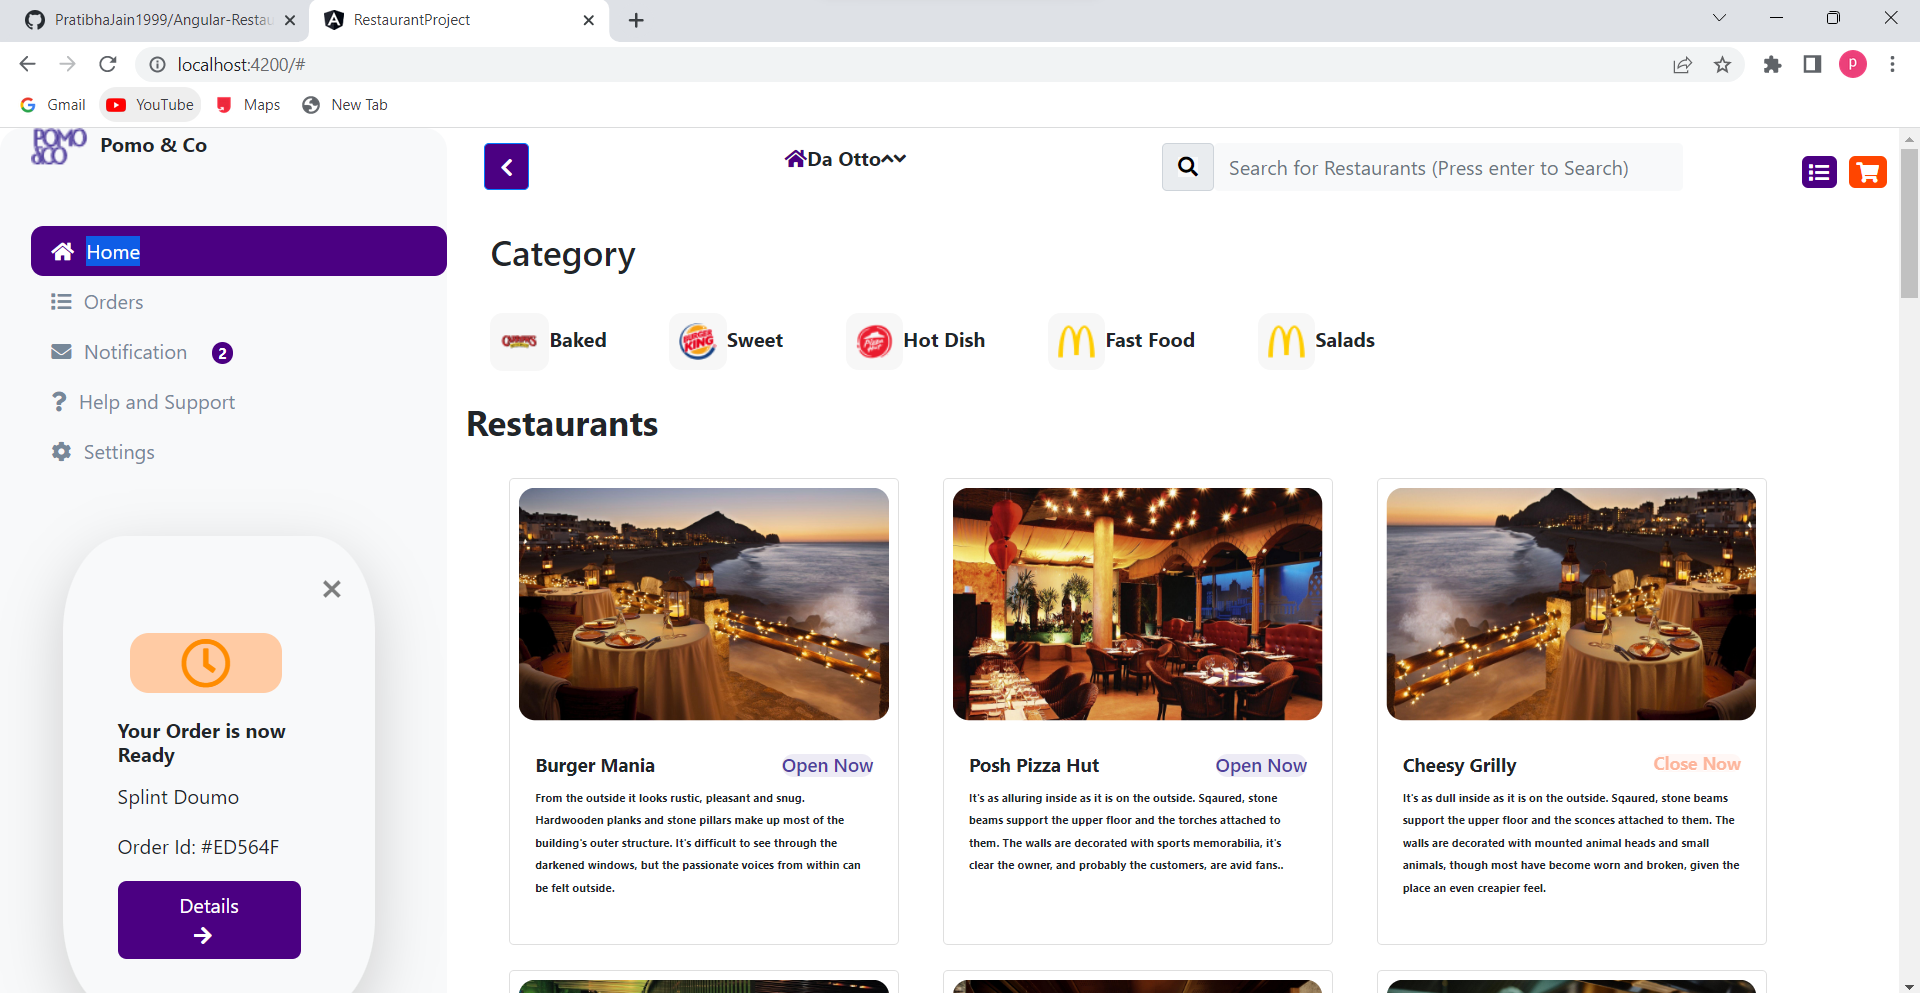 PratibhaJain1999/Angular-Restau
RestaurantProject
localhost:4200/#
P
Gmail
YouTube
Maps
New Tab
POMO
&CO
Pomo & Co
Da Otto
Search for Restaurants (Press enter to Search)
Home
Orders
Notification 2
Help and Support
Settings
Your Order is now
Ready
Splint Doumo
Order Id: #ED564F
Details
Category
Baked
BURGER
KING
Sweet
Pizza
Hut
Hot Dish
Fast Food
Salads
Restaurants
Burger Mania
Open Now
From the outside it looks rustic, pleasant and snug.
Hardwooden planks and stone pillars make up most of the
building's outer structure. It's difficult to see through the
darkened windows, but the passionate voices from within can
be felt outside.
Posh Pizza Hut
Open Now
It's as alluring inside as it is on the outside. Sqaured, stone
beams support the upper floor and the torches attached to
them. The walls are decorated with sports memorabilia, it's
clear the owner, and probably the customers, are avid fans..
Cheesy Grilly
Close Now
It's as dull inside as it is on the outside. Sqaured, stone beams
support the upper floor and the sconces attached to them. The
walls are decorated with mounted animal heads and small
animals, though most have become worn and broken, given the
place an even creapier feel.